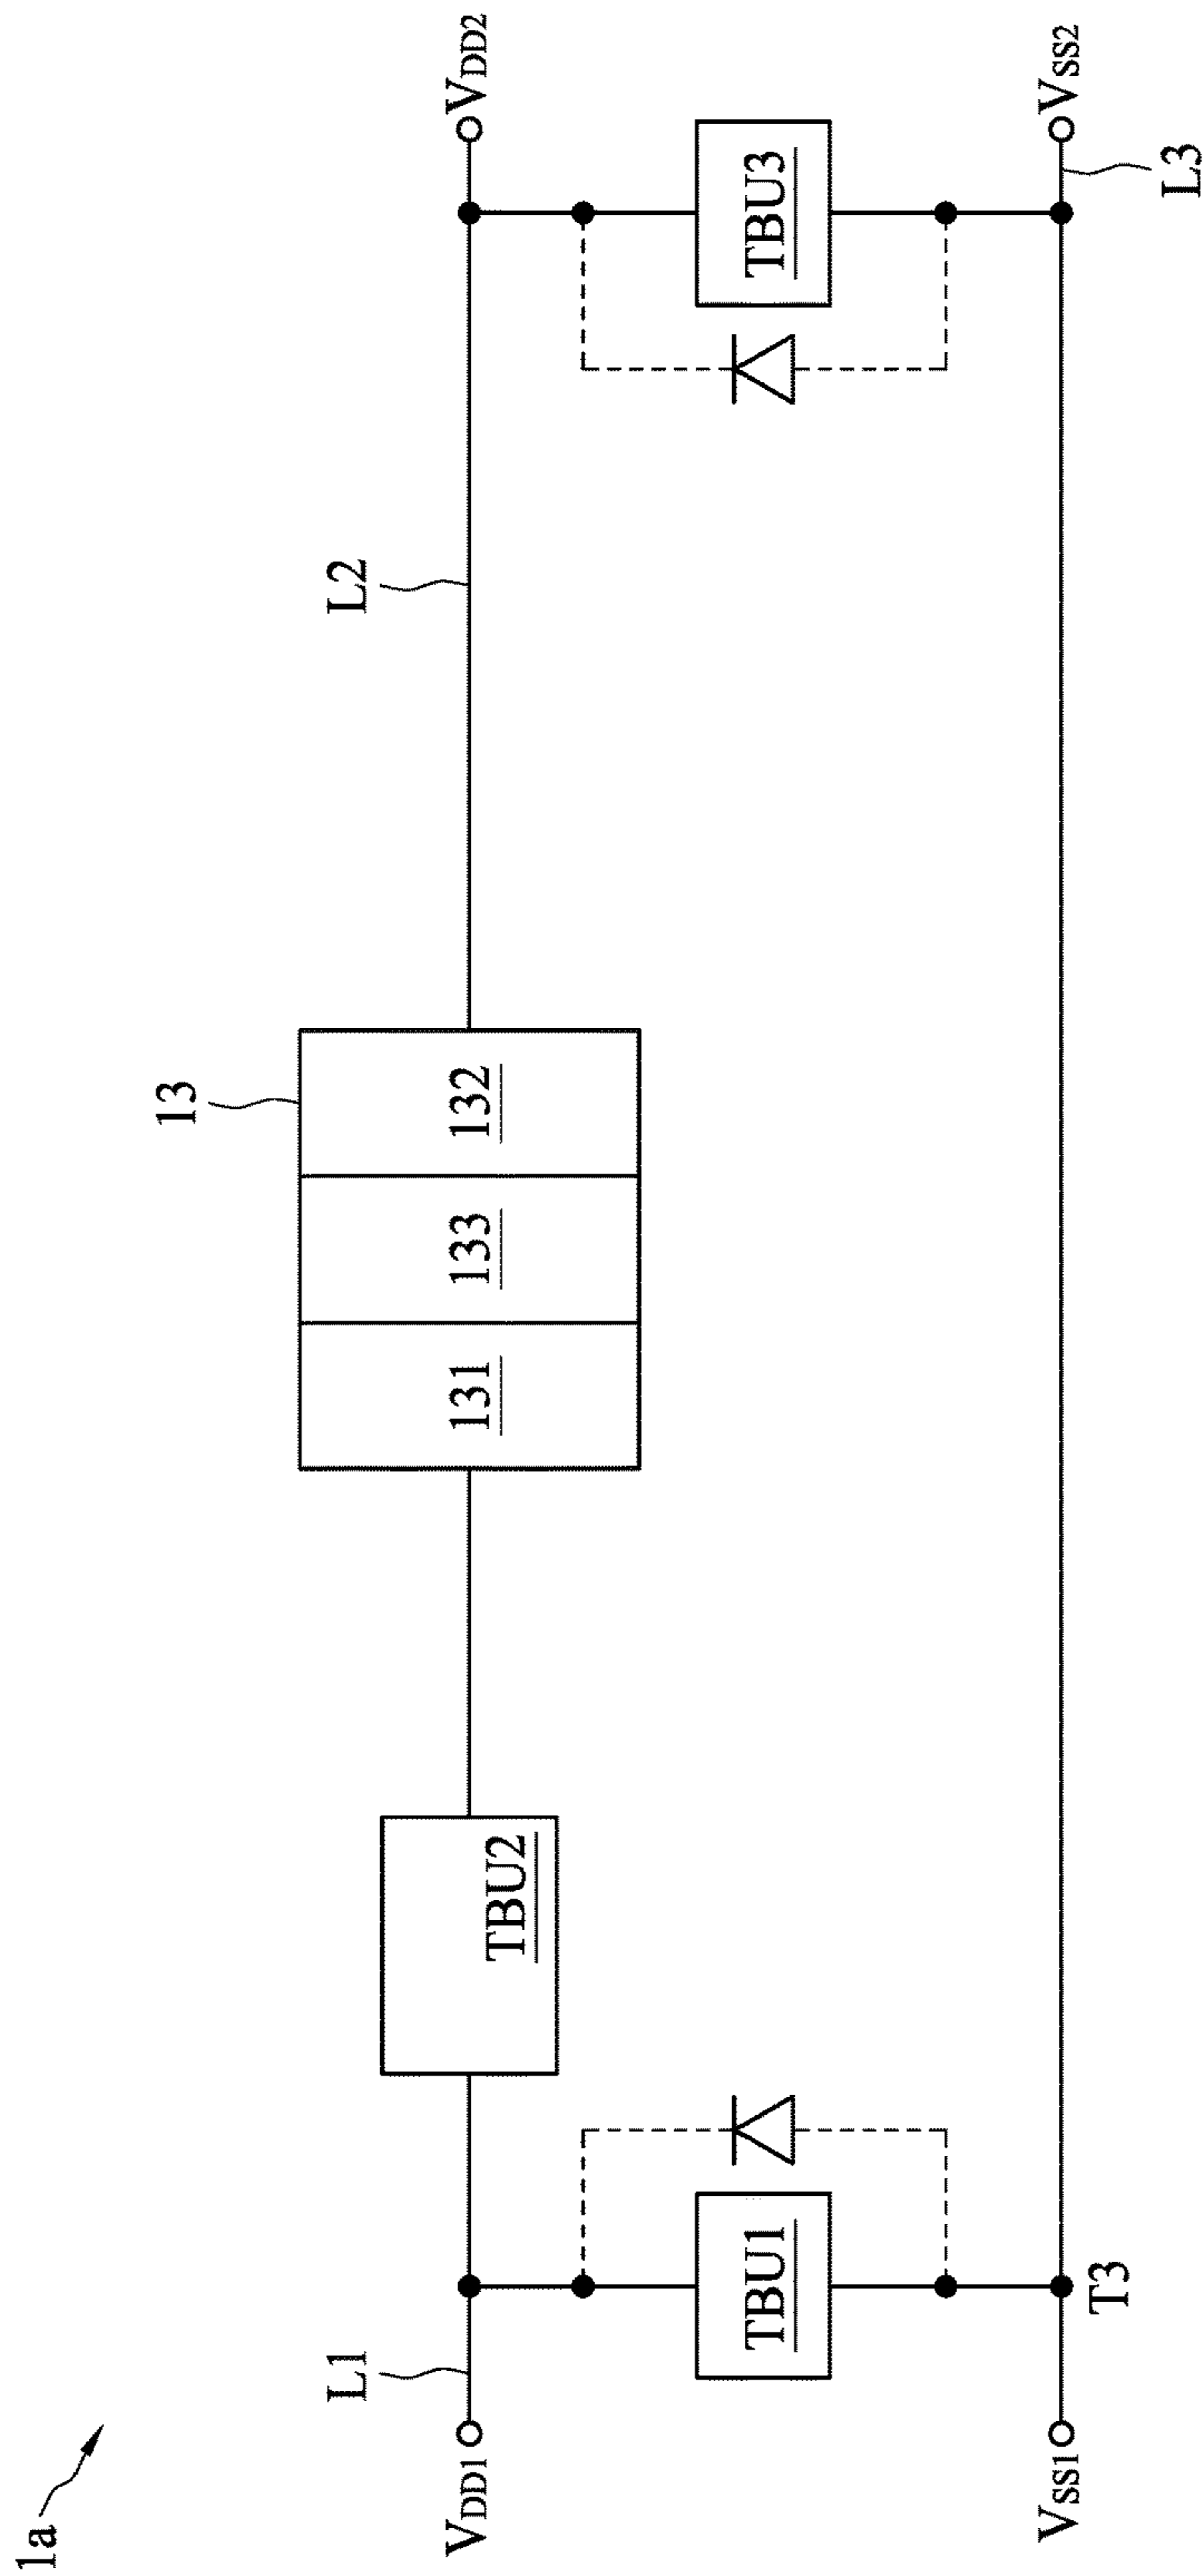 1a
13
L1
L2
V_DD1
V_DD2
TBU2
131
133
132
TBU1
TBU3
V_SS1
V_SS2
T3
L3